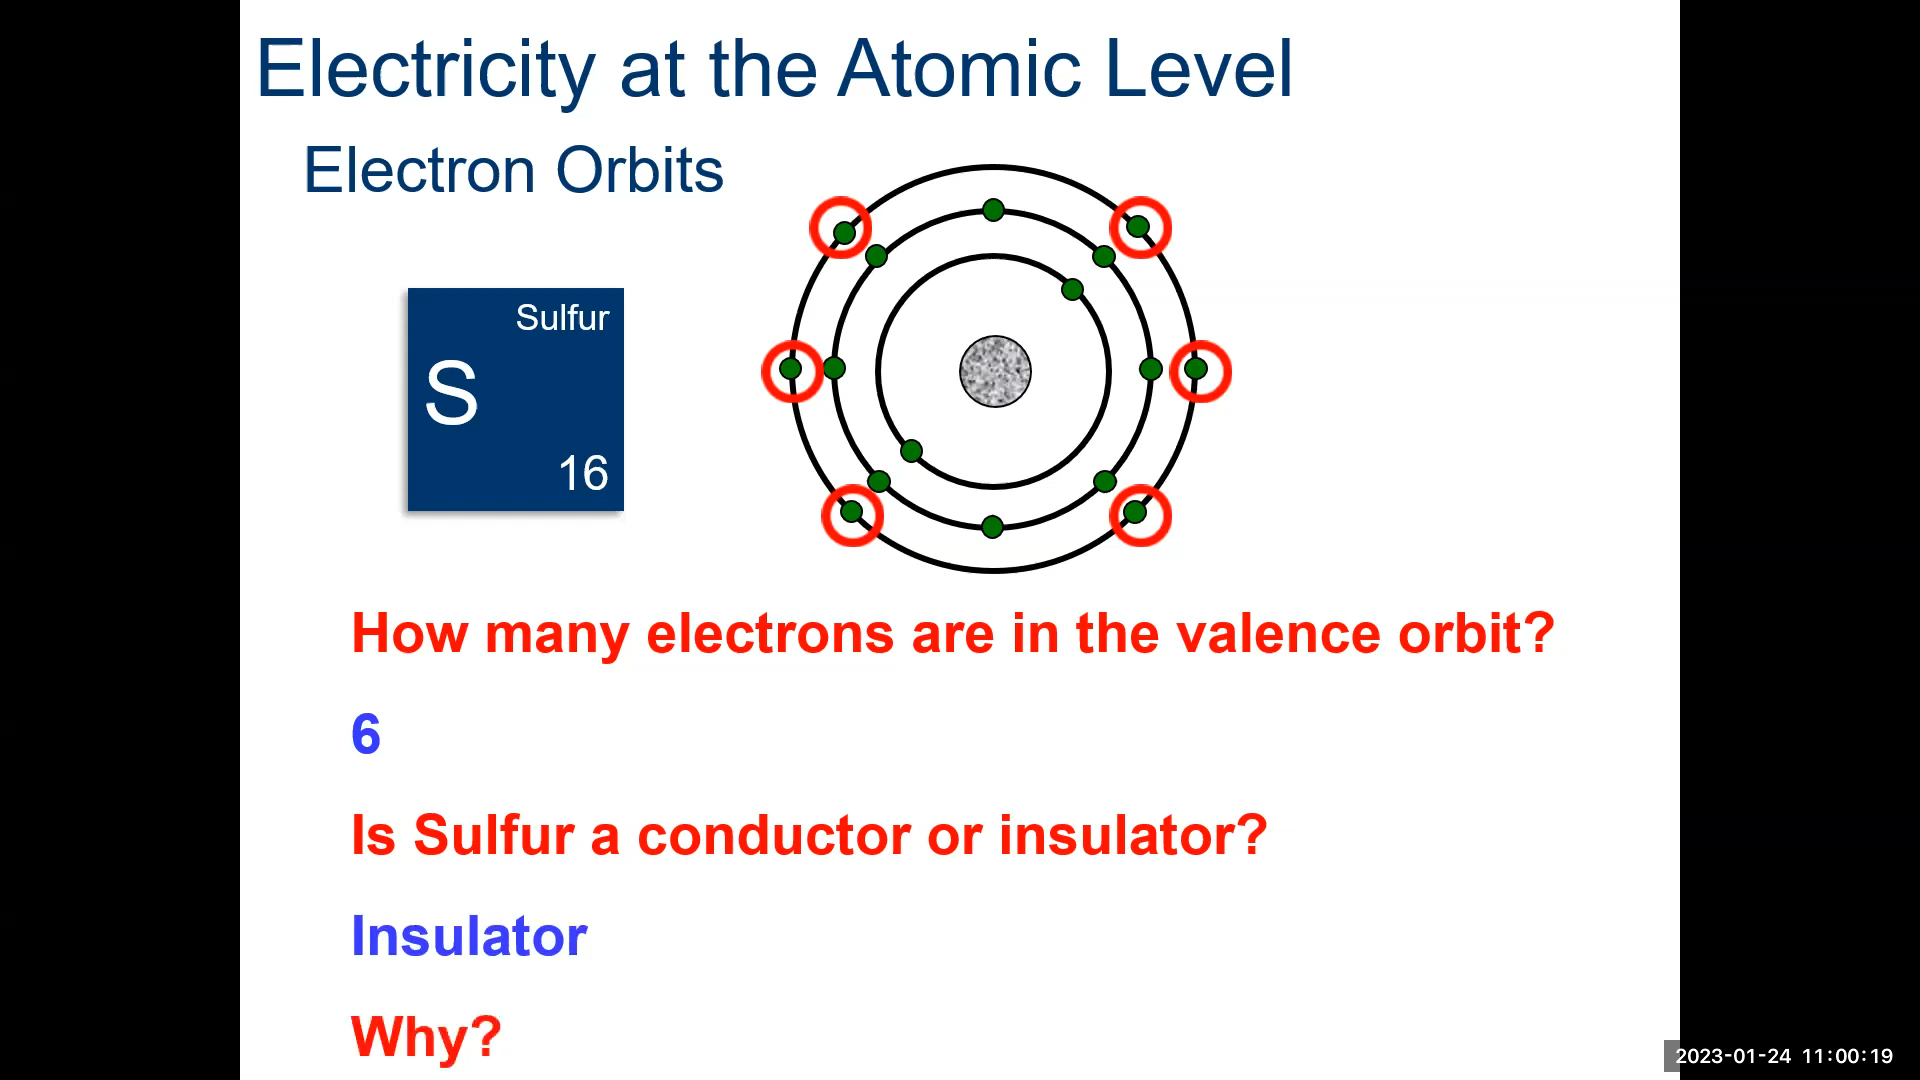 Electricity at the Atomic Level
Electron Orbits
Sulfur
S
16
How many electrons are in the valence orbit?
6
Is Sulfur a conductor or insulator?
Insulator
Why?
2023-01-24 11:00:19